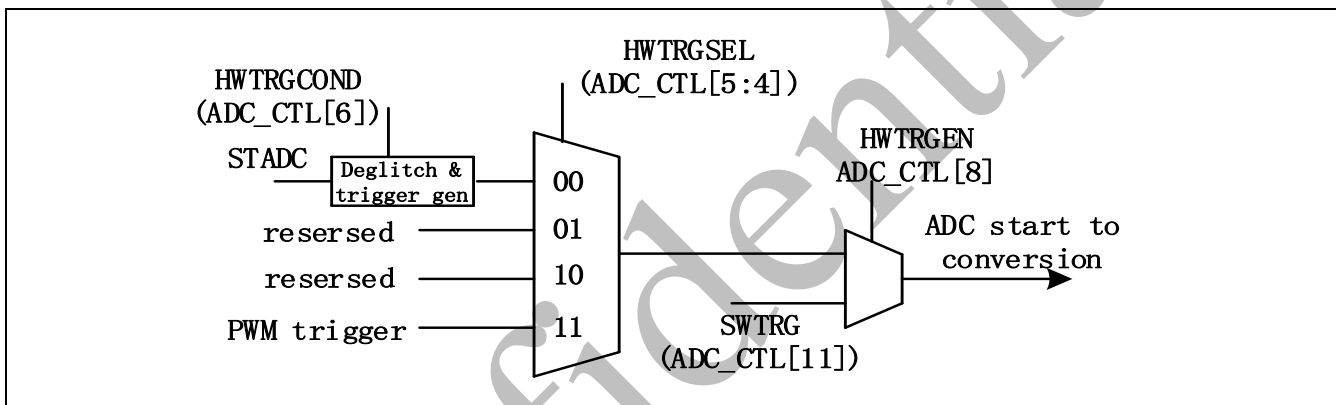 HWTRGSEL
(ADC_CTL[5:4])
HWTRGCOND
(ADC_CTL[6])
HWTRGEN
ADC_CTL[8]
STADC
Deglitch &
trigger gen
00
resersed
01
resersed
10
PWM trigger
11
ADC start to
conversion
SWTRG
(ADC_CTL[11])